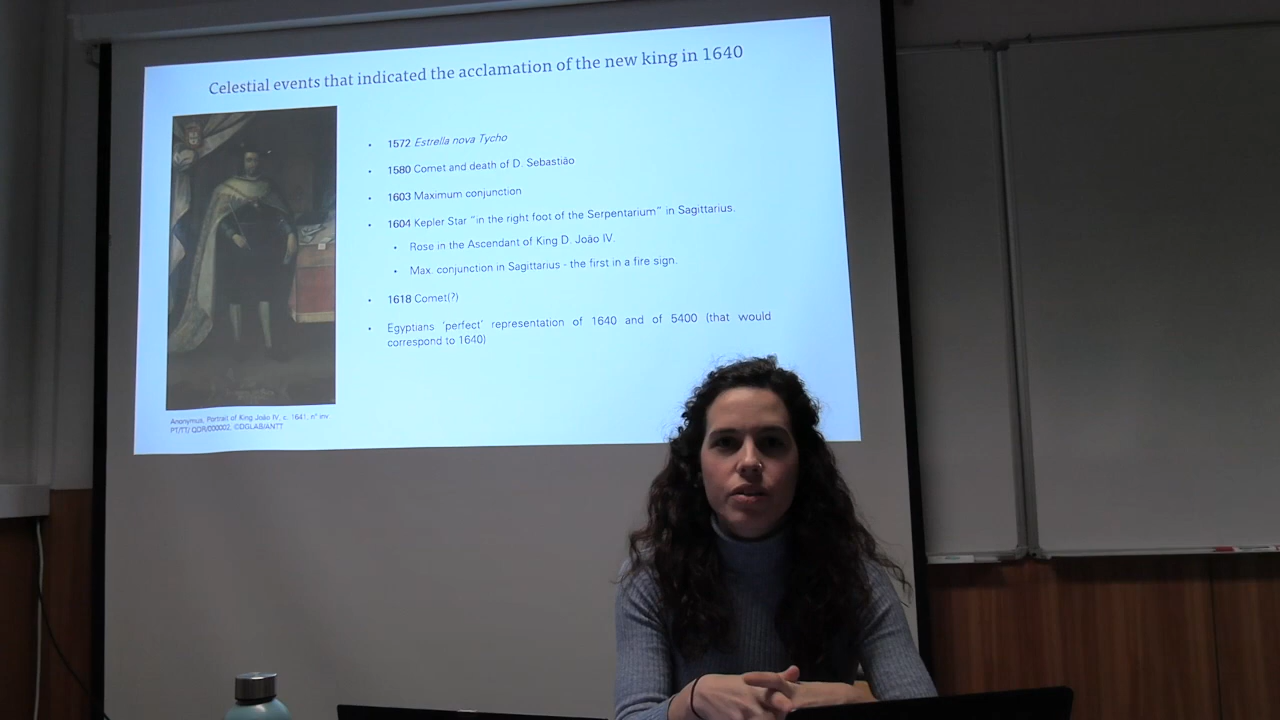 Celestial events that indicated the acclamation of the new king in 1640
• 1572 Estrella nova Tycho
• 1580 Comet and death of D. Sebastião
• 1603 Maximum conjunction
• 1604 Kepler Star “in the right foot of the Serpentarium” in Sagittarius.
• Rose in the Ascendant of King D. João IV.
• Max. conjunction in Sagittarius - the first in a fire sign.
• 1618 Comet(?)
• Egyptians ‘perfect’ representation of 1640 and of 5400 (that would
correspond to 1640)
Anonymus, Portrait of King João IV, c. 1641, n° inv
PT/TT/ QDR/000002, ©DGLAB/ANTT